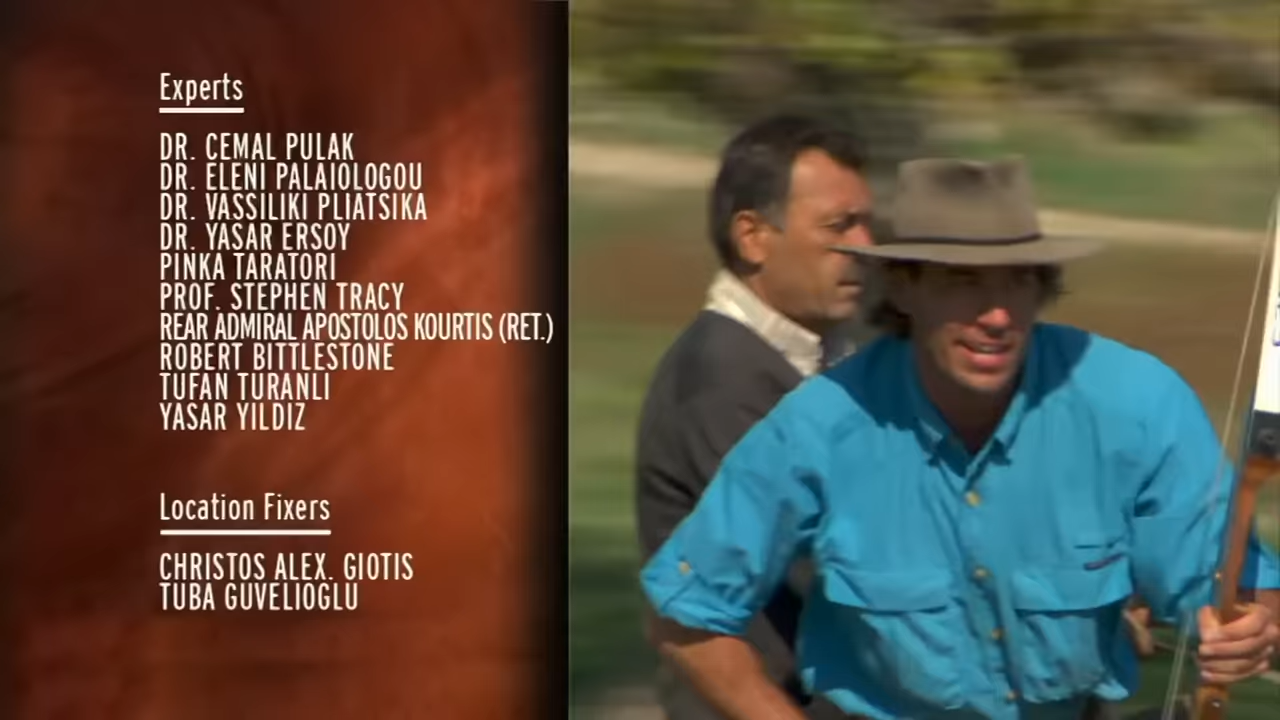 Experts
DR. CEMAL PULAK
DR. ELENI PALAIOLOGOU
DR. VASSILIKI PLIATSIKA
DR. YASAR ERSOY
PINKA TARATORI
PROF. STEPHEN TRACY
REAR ADMIRAL APOSTOLOS KOURTIS (RET.)
ROBERT BITTLESTONE
TUFAN TURANLI
YASAR YILDIZ
Location Fixers
CHRISTOS ALEX. GIOTIS
TUBA GUVELIOGLU